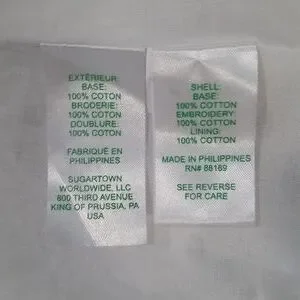 EXTÉRIEUR:
BASE:
100% COTON
BRODERIE:
100% COTON
DOUBLURE:
100% COTON
FABRIQUÉ EN
PHILIPPINES
SUGARTOWN
WORLDWIDE, LLC
800 THIRD AVENUE
KING OF PRUSSIA, PA
USA
SHELL:
BASE:
100% COTTON
EMBROIDERY:
100% COTTON
LINING:
100% COTTON
MADE IN PHILIPPINES
RN# 88169
SEE REVERSE
FOR CARE